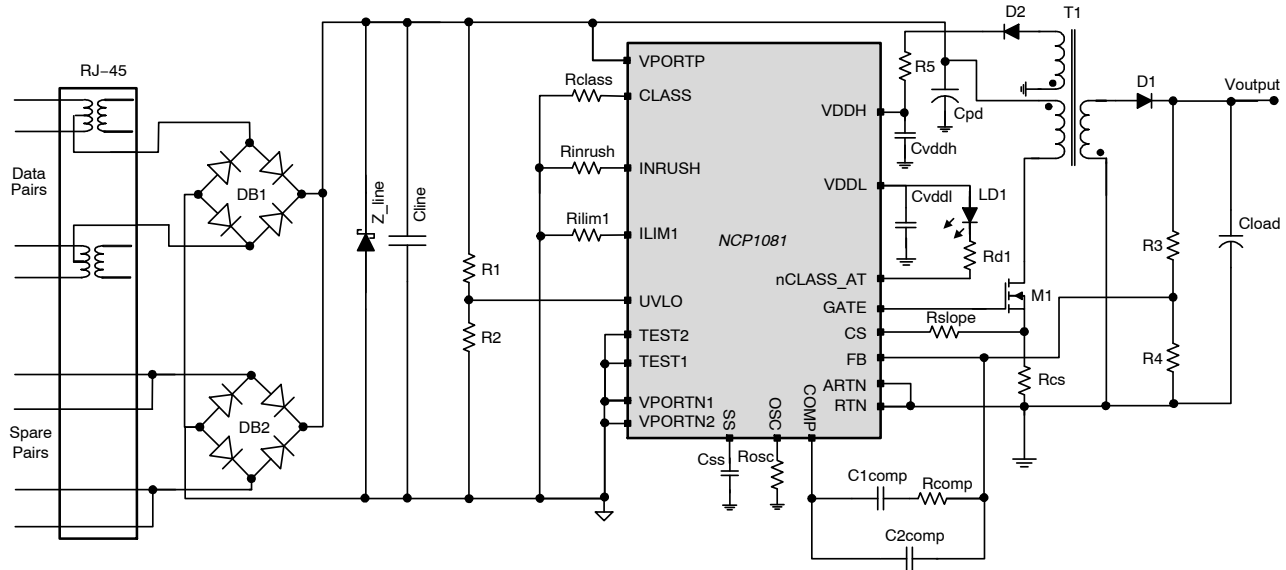 D2
T1
RJ-45
VPORTP
R5
D1
Rclass
CLASS
Voutput
VDDH
Cpd
Cvddh
Rinrush
INRUSH
Data
Pairs
DB1
VDDL
Cvddl
LD1
Z_line
Cline
Rilim1
ILIM1
NCP1081
Rd1
R3
Cload
R1
nCLASS_AT
UVLO
GATE
M1
R2
TEST2
CS
Rslope
TEST1
FB
R4
Rcs
ARTN
VPORTN1
RTN
VPORTN2
SS
OSC
COMP
Spare
Pairs
DB2
Css
Rosc
C1comp
Rcomp
C2comp